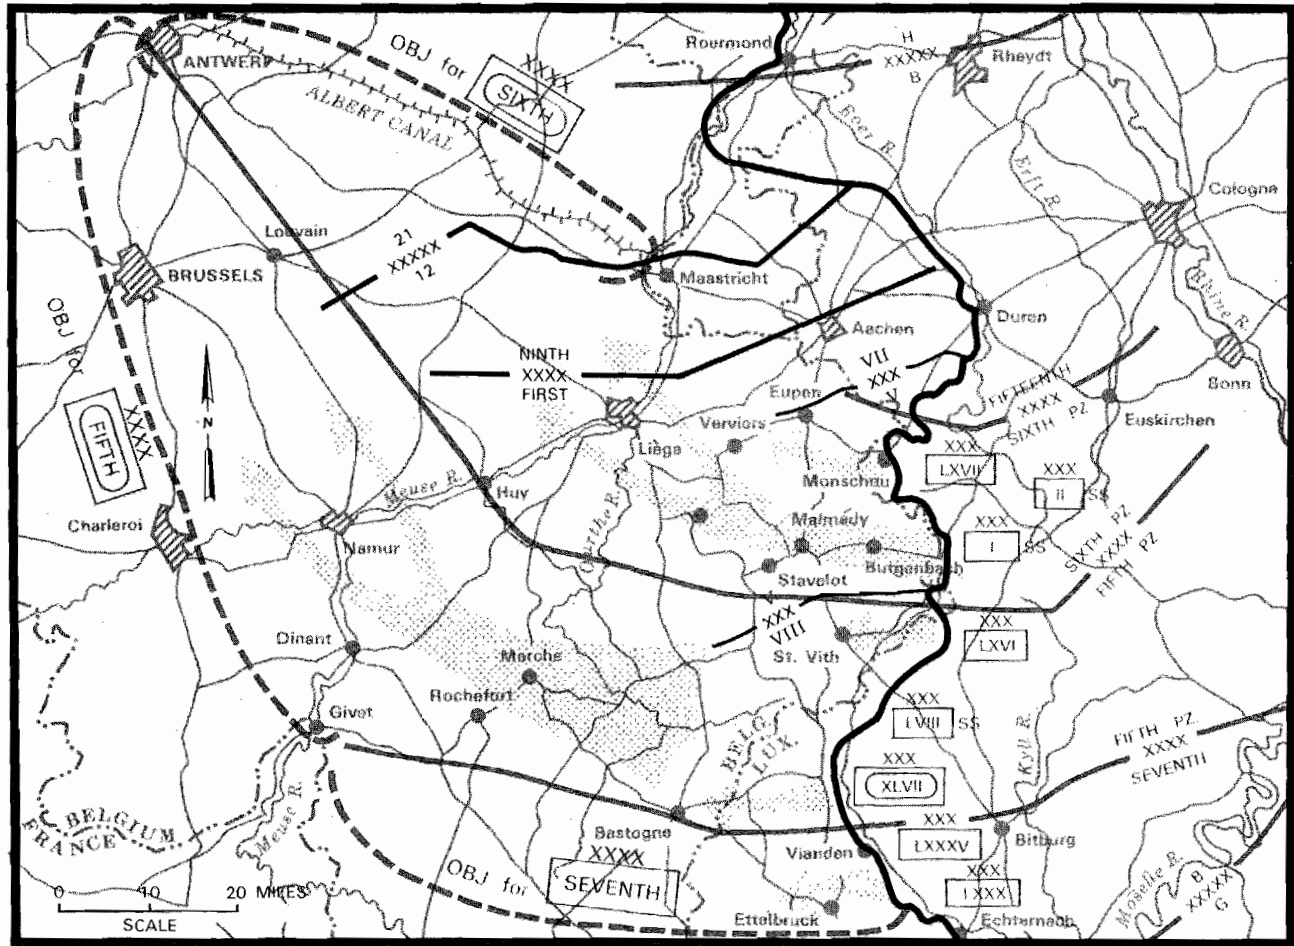 Roermond
H
XXXXX
B
Rheydt
ANTWERP
OBJ for
XXXX
SIXTH
ALBERT CANAL
Roer R.
Erft R.
Cologne
Louvain
21
XXXXX
12
BRUSSELS
Maastricht
Rhine R.
OBJ for
XXXX
FIFTH
Duren
Aachen
NINTH
XXXX
FIRST
VII
XXX
V
Bonn
FIFTEENTH
XXXX
SIXTH PZ
Eupen
Euskirchen
N
Verviers
Liège
XXX
LXVII
Monschau
XXX
II
SS
Meuse R.
Huy
Charleroi
Namur
Ourthe R.
Malmedy
XXX
I
SS
SIXTH PZ
XXXX
FIFTH PZ
Butgenbach
Stavelot
V
XXX
VIII
XXX
LXVI
Dinant
St. Vith
Marche
Rochefort
Givet
XXX
LVIII
SS
BELG.
LUX.
Kyll R.
FIFTH PZ.
XXXX
SEVENTH
XXX
XLVII
Meuse R.
BELGIUM
FRANCE
Bastogne
XXX
LXXXV
Bitburg
Vianden
XXXX
SEVENTH
OBJ for
XXX
LXXX
Moselle R.
B
XXXXX
G
0 10 20 MILES
SCALE
Ettelbruck
Echternach